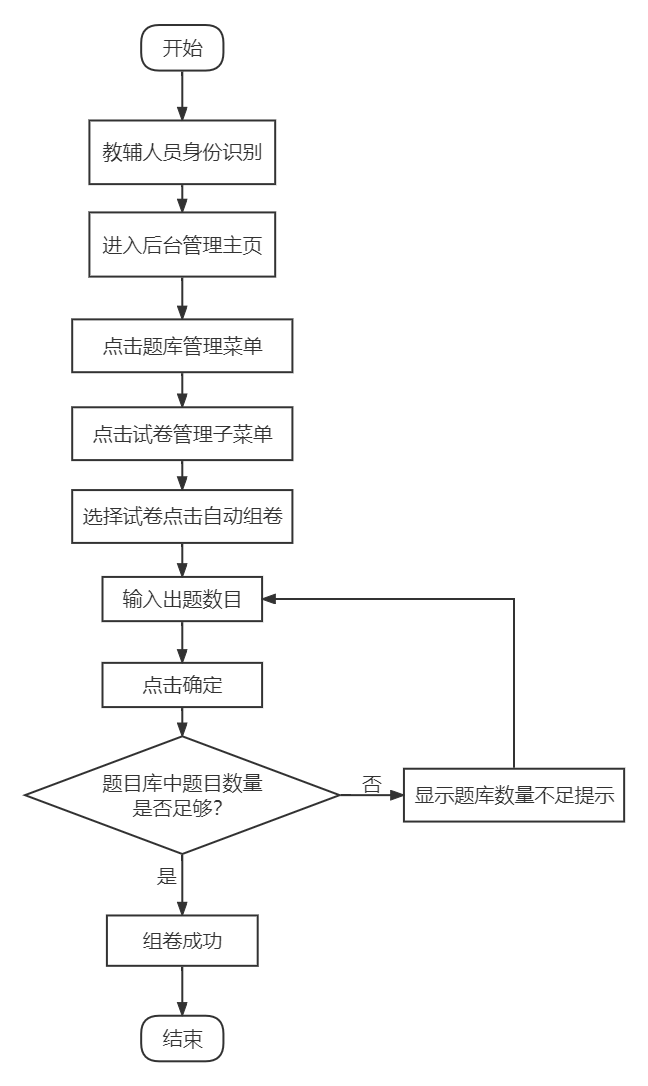 开始
教辅人员身份识别
进入后台管理主页
点击题库管理菜单
点击试卷管理子菜单
选择试卷点击自动组卷
输入出题数目
点击确定
题目库中题目数量
是否足够?
否
显示题库数量不足提示
是
组卷成功
结束